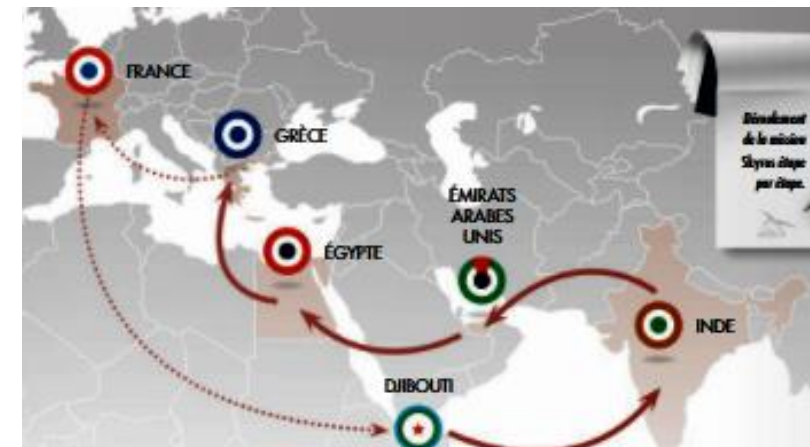 FRANCE
GRÈCE
ÉMIRATS
ARABES
UNIS
ÉGYPTE
INDE
DJIBOUTI
Déroulement
de la mission
Skyros étape
par étape.